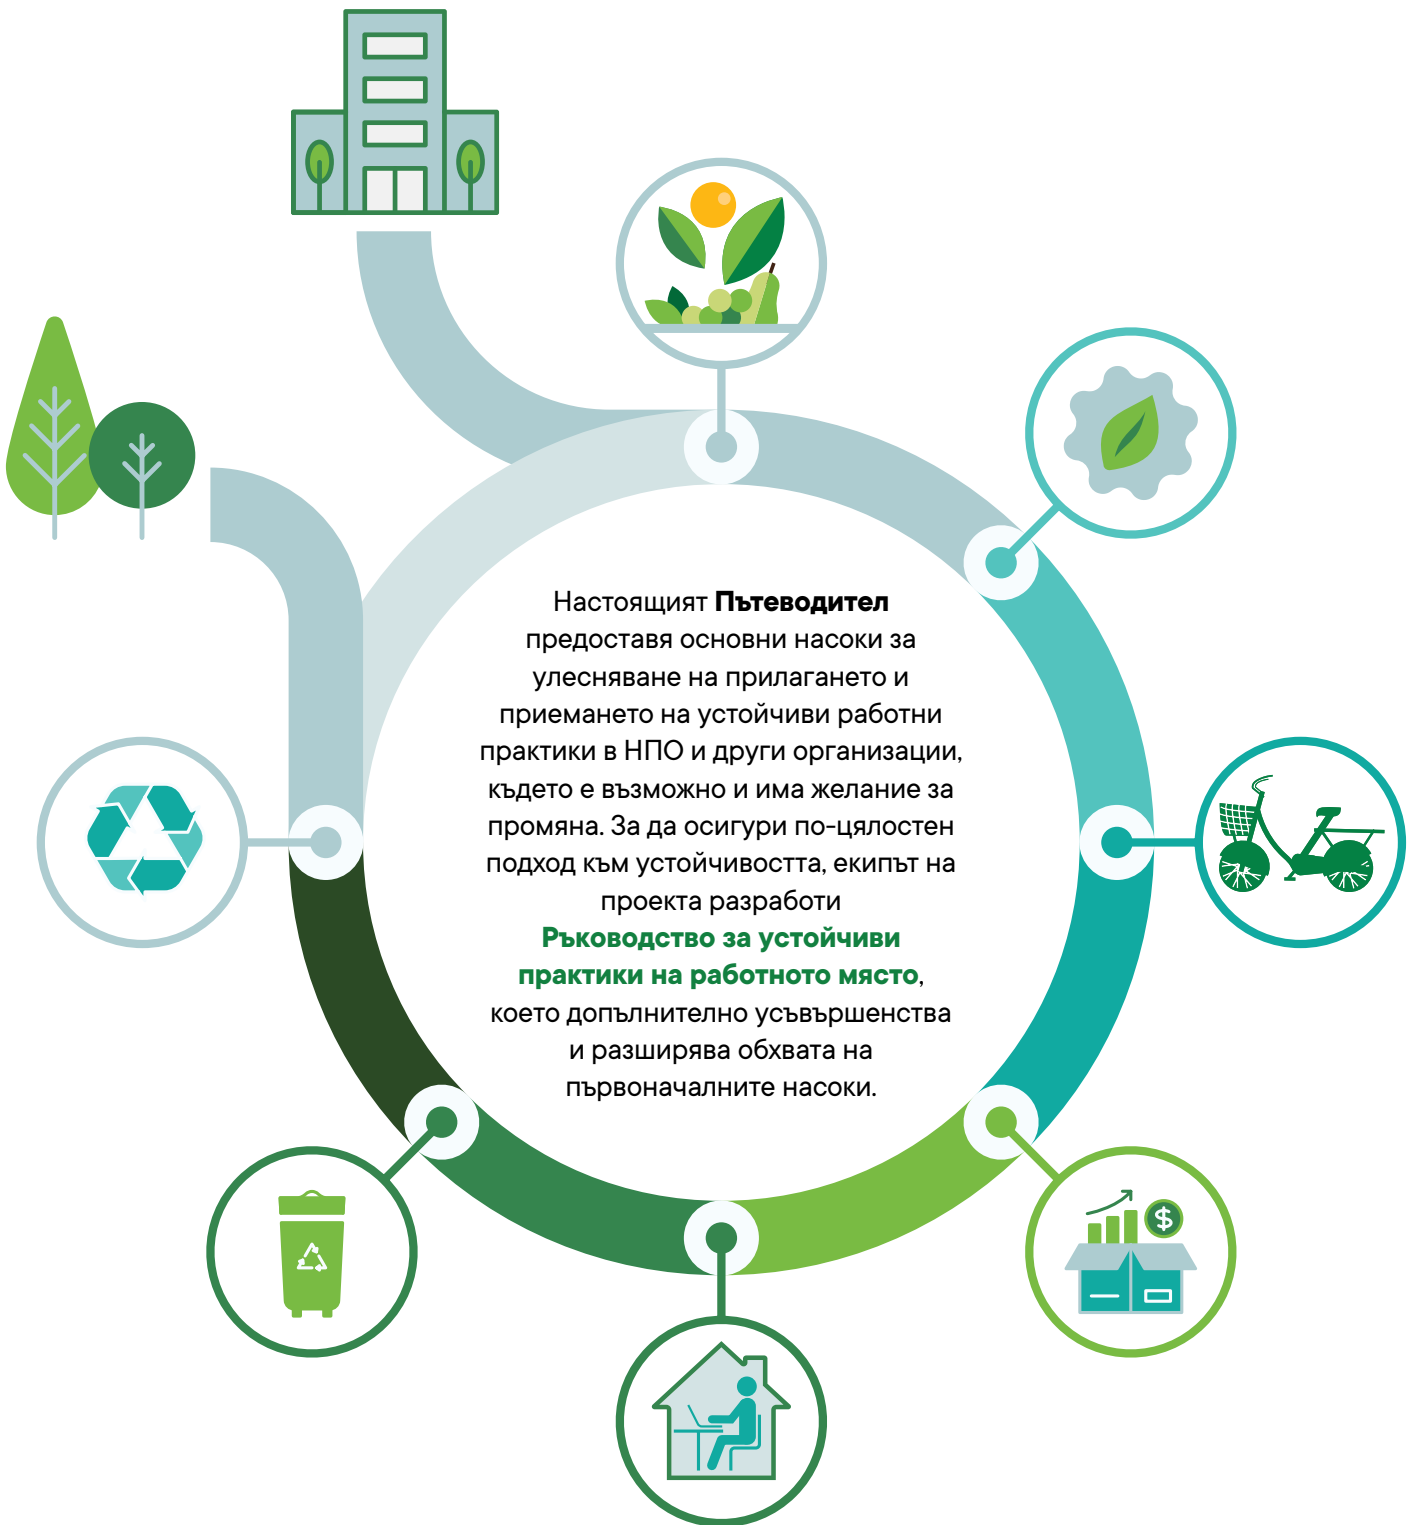 Настоящият Пътеводител
предоставя основни насоки за
улесняване на прилагането и
приемането на устойчиви работни
практики в НПО и други организации,
където е възможно и има желание за
промяна. За да осигури по-цялостен
подход към устойчивостта, екипът на
проекта разработи
Ръководство за устойчиви
практики на работното място,
което допълнително усъвършенства
и разширява обхвата на
първоначалните насоки.
$